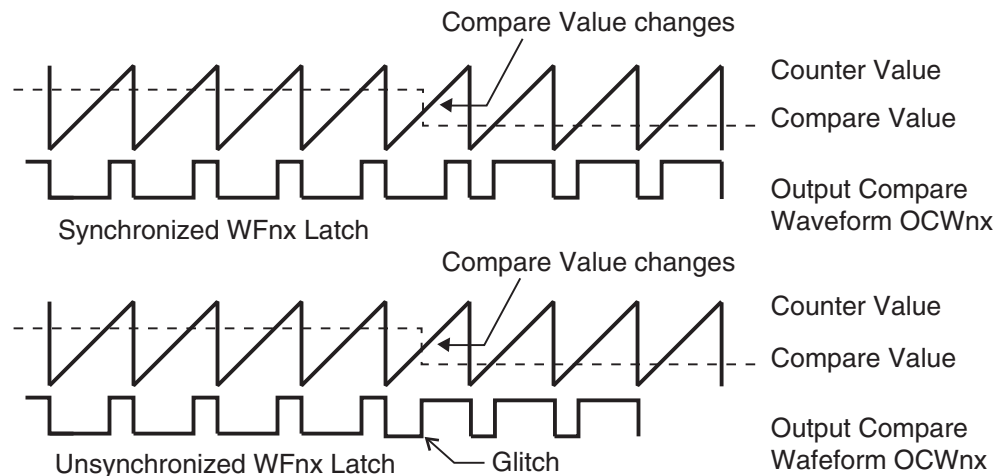 Compare Value changes
Counter Value
Compare Value
Output Compare
Waveform OCWnx
Synchronized WFnx Latch
Compare Value changes
Counter Value
Compare Value
Output Compare
Wafeform OCWnx
Unsynchronized WFnx Latch
Glitch